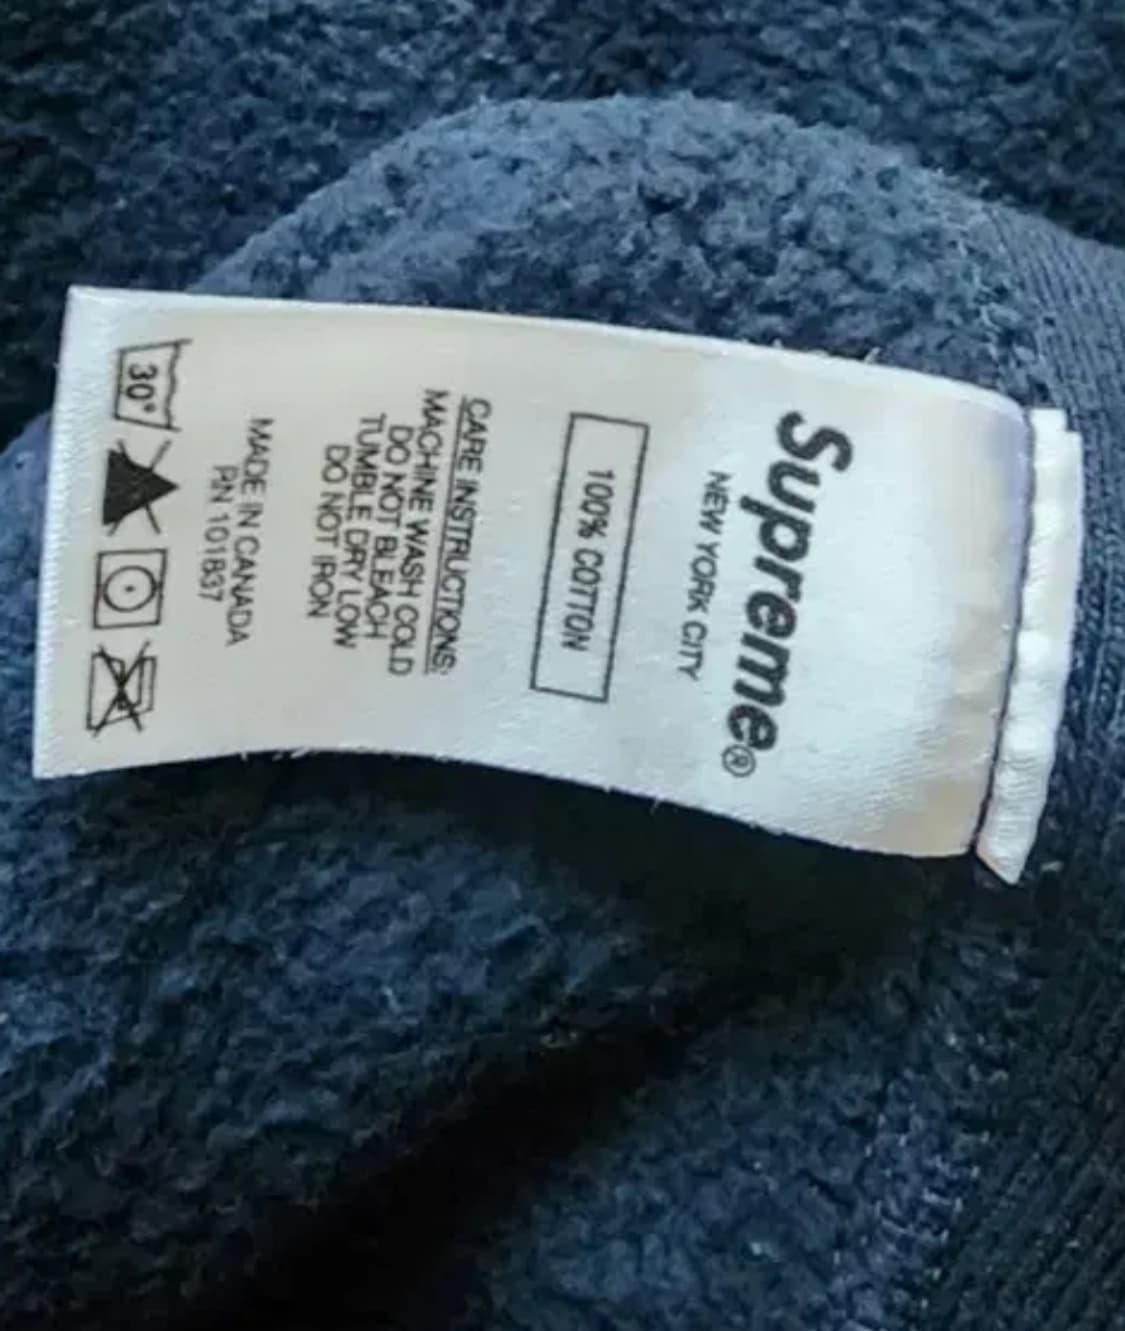 Supreme®
NEW YORK CITY
100% COTTON
CARE INSTRUCTIONS:
MACHINE WASH COLD
DO NOT BLEACH
TUMBLE DRY LOW
DO NOT IRON
MADE IN CANADA
RN 101837
30°